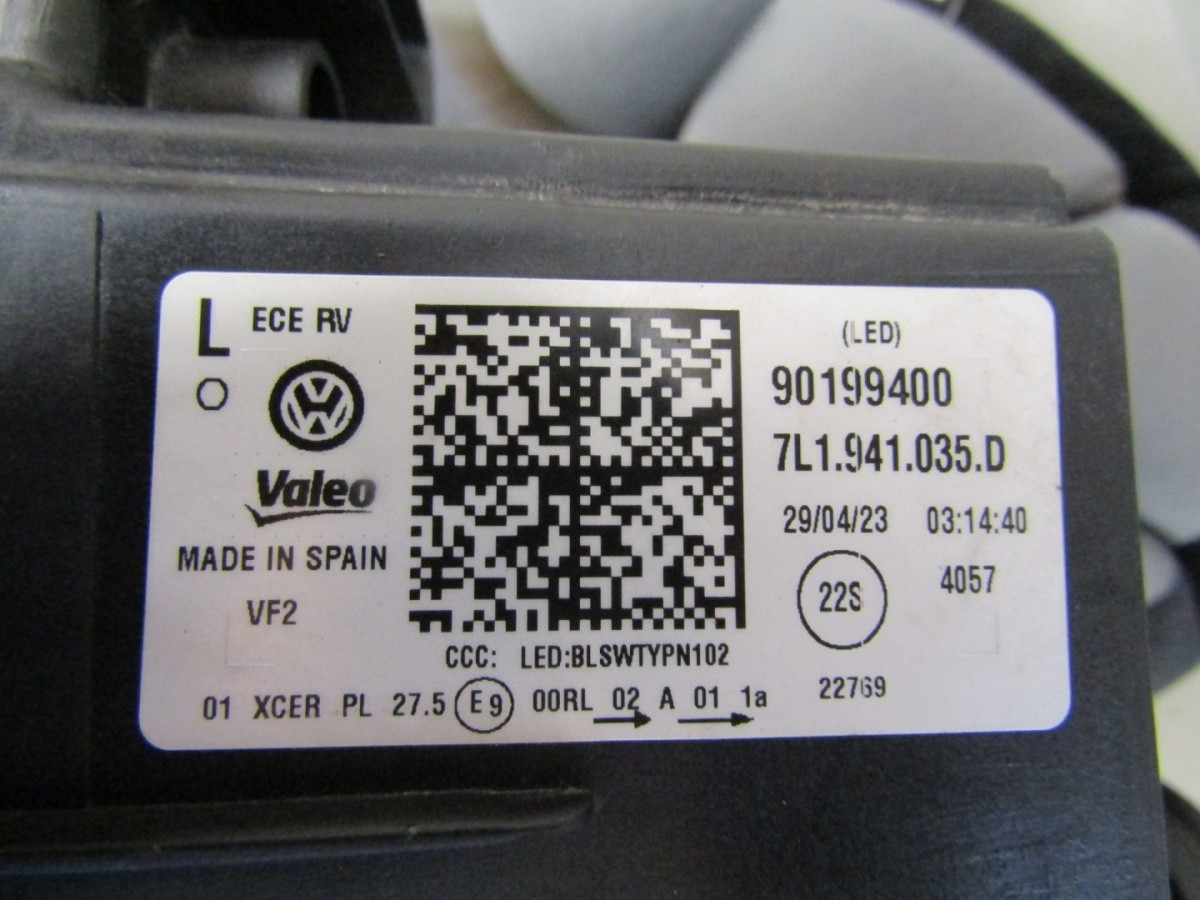 L ECE RV
O
VW
Valeo
MADE IN SPAIN
VF2
CCC: LED:BLSWTYPN102
01 XCER PL 27.5 E9 00RL 02 A 01 1a
(LED)
90199400
7L1.941.035.D
29/04/23 03:14:40
22S 4057
22769